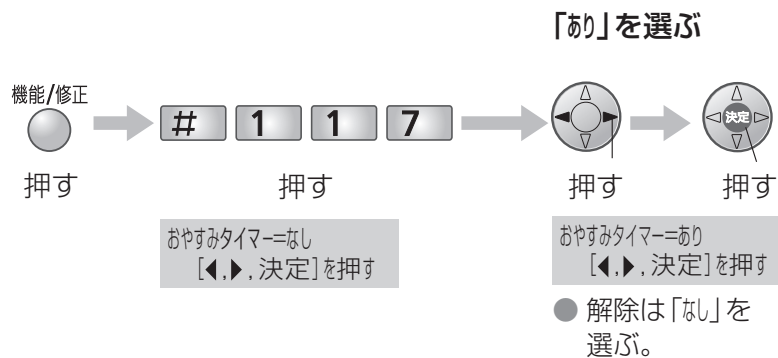 「あり」を選ぶ
機能/修正
# 1 1 7
決定
押す 押す 押す 押す
おやすみタイマー=なし
[◀,▶,決定]を押す
おやすみタイマー=あり
[◀,▶,決定]を押す
● 解除は「なし」を
選ぶ。